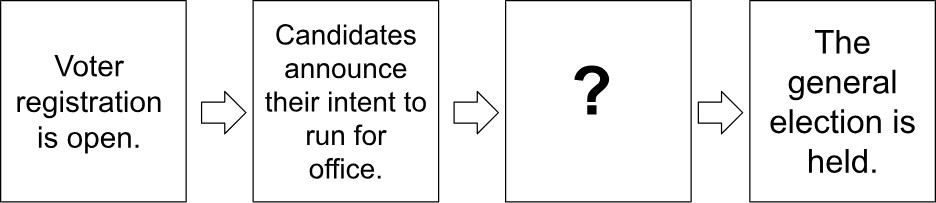 Voter
registration
is open.
Candidates
announce
their intent to
run for
office.
?
The
general
election is
held.